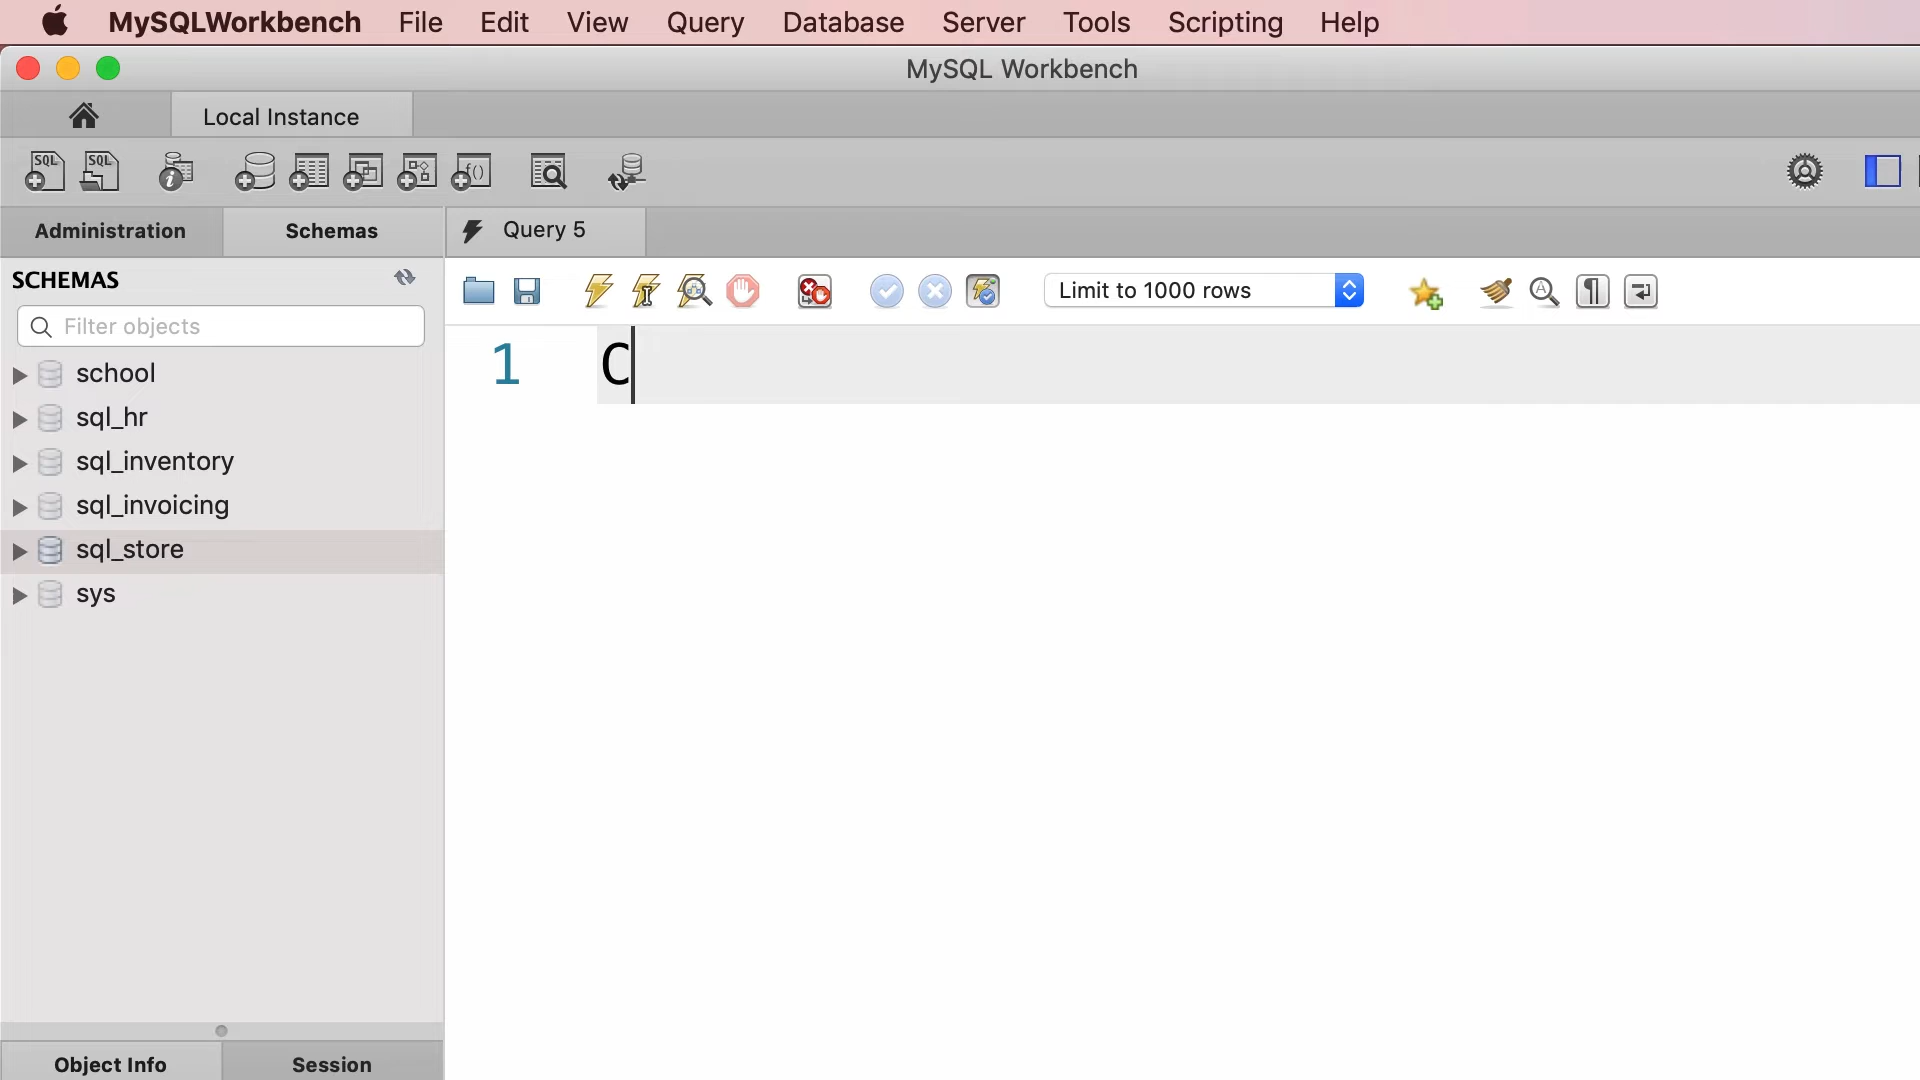 MySQLWorkbench File Edit View Query Database Server Tools Scripting Help
MySQL Workbench
Local Instance
SQL SQL
f()
Administration Schemas Query 5
SCHEMAS
Limit to 1000 rows
Filter objects
1 C
school
sql_hr
sql_inventory
sql_invoicing
sql_store
sys
Object Info Session